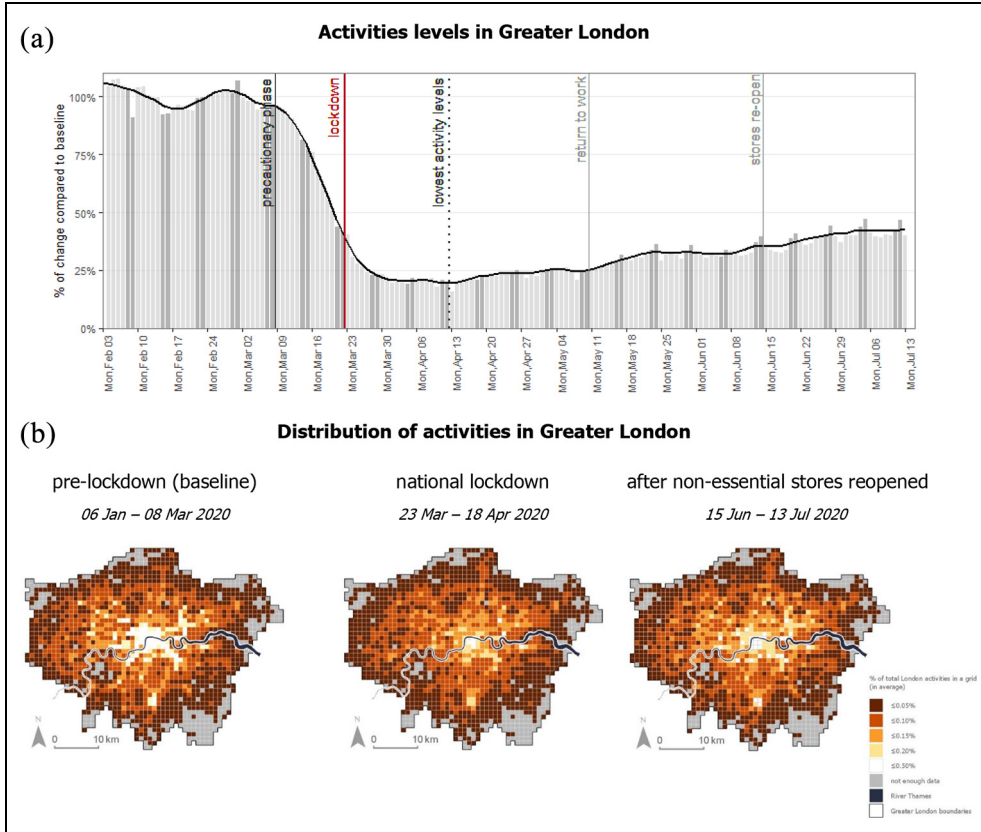 (a)
Activities levels in Greater London
% of change compared to baseline
100%
75%
50%
25%
0%
precautionary phase
lockdown
lowest activity levels
return to work
stores re-open
Mon,Feb 03
Mon,Feb 10
Mon,Feb 17
Mon,Feb 24
Mon,Mar 02
Mon,Mar 09
Mon,Mar 16
Mon,Mar 23
Mon,Mar 30
Mon,Apr 06
Mon,Apr 13
Mon,Apr 20
Mon,Apr 27
Mon,May 04
Mon,May 11
Mon,May 18
Mon,May 25
Mon,Jun 01
Mon,Jun 08
Mon,Jun 15
Mon,Jun 22
Mon,Jun 29
Mon,Jul 06
Mon,Jul 13
(b)
Distribution of activities in Greater London
pre-lockdown (baseline)
06 Jan – 08 Mar 2020
national lockdown
23 Mar – 18 Apr 2020
after non-essential stores reopened
15 Jun – 13 Jul 2020
N
0 10 km
N
0 10 km
N
0 10 km
% of total London activities in a grid
(in average)
≤0.05%
≤0.10%
≤0.15%
≤0.20%
≤0.50%
not enough data
River Thames
Greater London boundaries